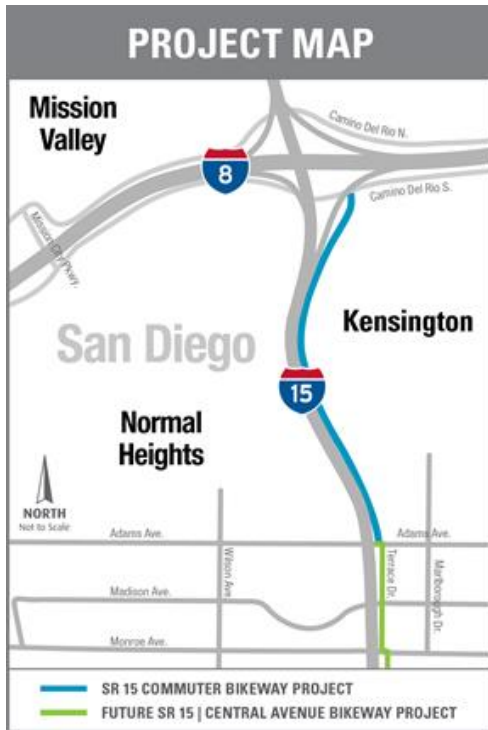 PROJECT MAP
Mission
Valley
Camino Del Rio N.
8
Camino Del Rio S.
Mission City Pkwy.
Kensington
San Diego
15
Normal
Heights
NORTH
Not to Scale
Adams Ave.
Adams Ave.
Wilson Ave.
Terrace Dr.
Marlborough Dr.
Madison Ave.
Monroe Ave.
SR 15 COMMUTER BIKEWAY PROJECT
FUTURE SR 15 | CENTRAL AVENUE BIKEWAY PROJECT